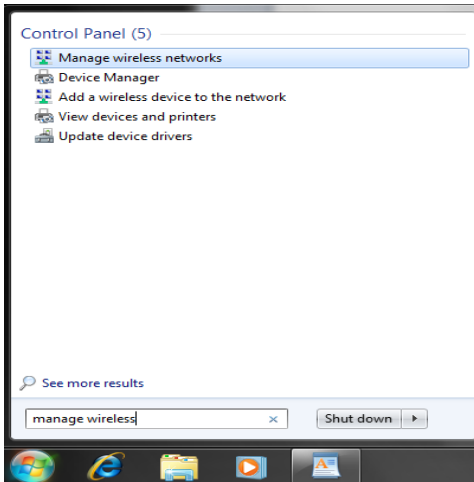 Control Panel (5)
Manage wireless networks
Device Manager
Add a wireless device to the network
View devices and printers
Update device drivers
See more results
manage wireless
Shut down